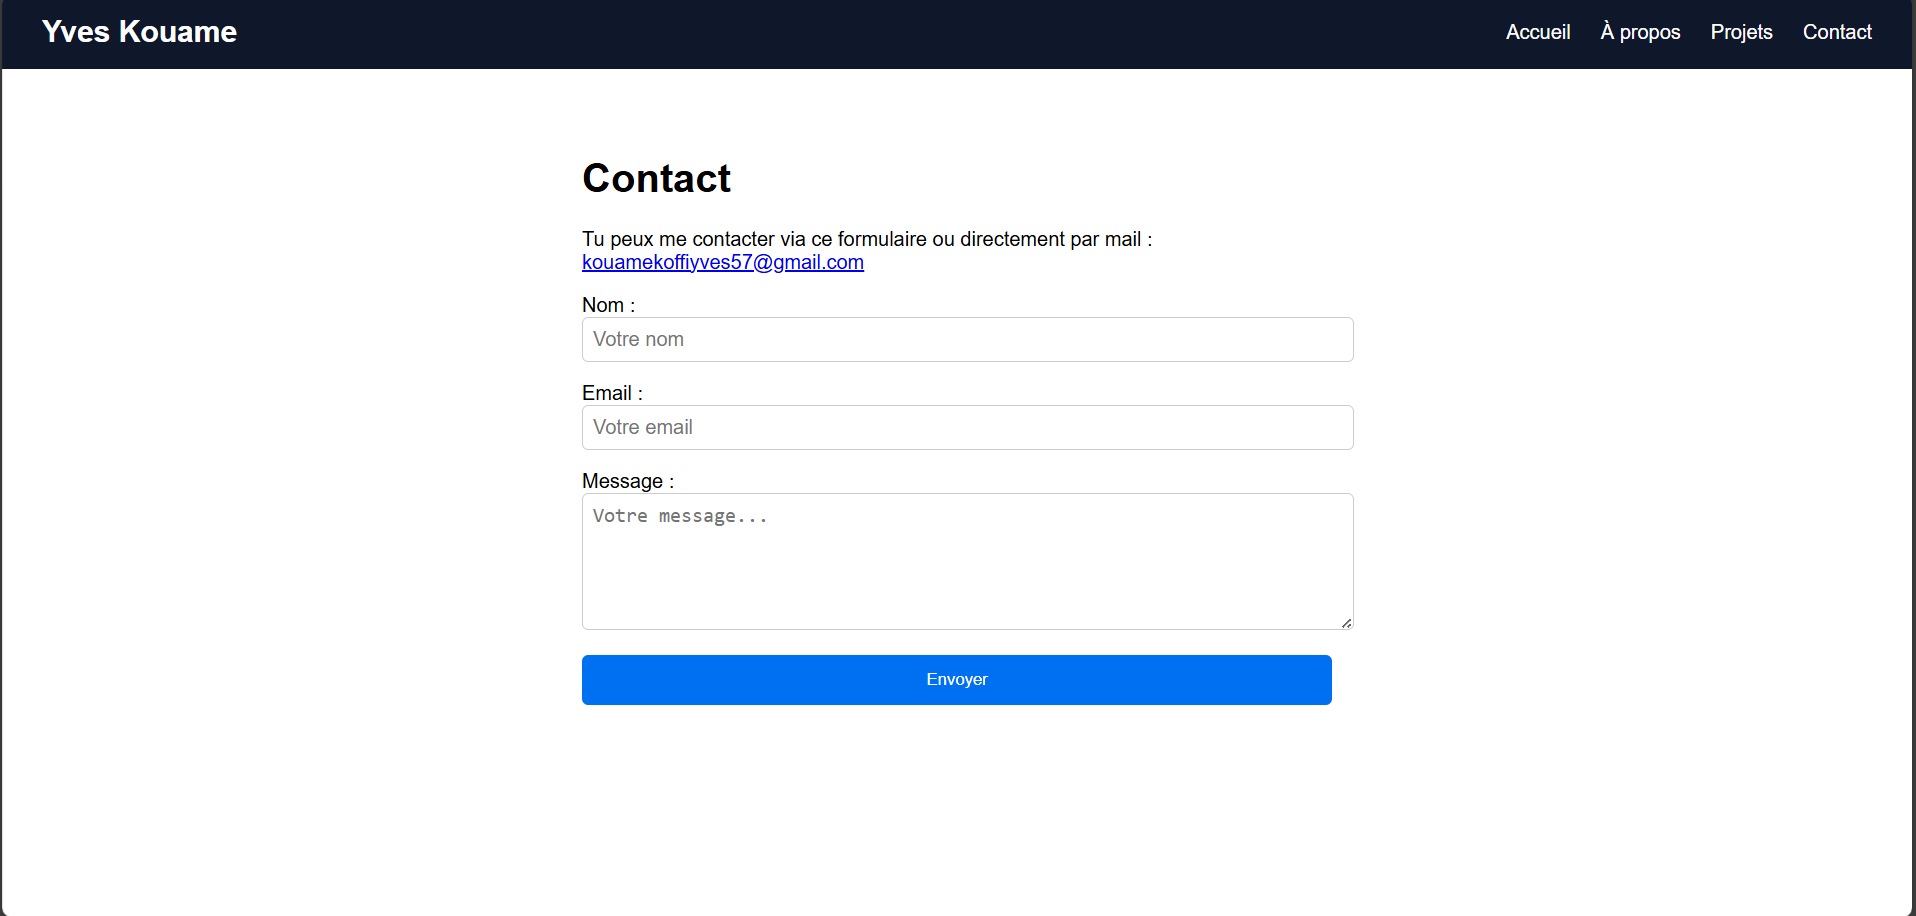 Yves Kouame
Accueil À propos Projets Contact
Contact
Tu peux me contacter via ce formulaire ou directement par mail :
kouamekoffiyves57@gmail.com
Nom :
Votre nom
Email :
Votre email
Message :
Votre message...
Envoyer